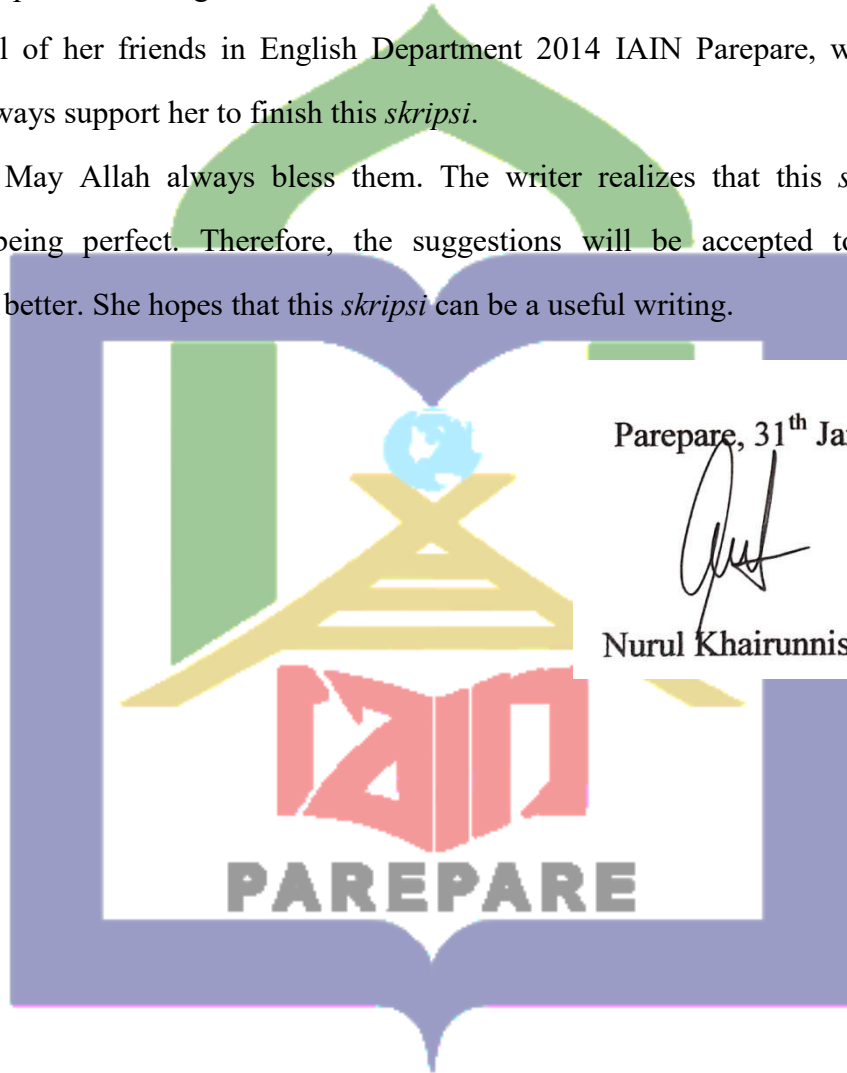 l of her friends in English Department 2014 IAIN Parepare, w
ways support her to finish this skripsi.
May Allah always bless them. The writer realizes that this s
being perfect. Therefore, the suggestions will be accepted to
better. She hopes that this skripsi can be a useful writing.
Parepare, 31th Ja
Nurul Khairunnis
iain
PAREPARE